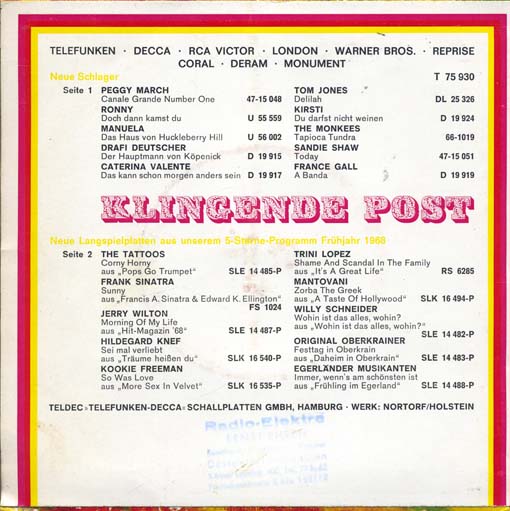 TELEFUNKEN · DECCA · RCA VICTOR · LONDON · WARNER BROS. · REPRISE
CORAL · DERAM · MONUMENT
Neue Schlager
T 75 930
Seite 1 PEGGY MARCH
Canale Grande Number One 47-15 048
RONNY
Doch dann kamst du U 55 559
MANUELA
Das Haus von Huckleberry Hill U 56 002
DRAFI DEUTSCHER
Der Hauptmann von Köpenick D 19 915
CATERINA VALENTE
Das kann schon morgen anders sein D 19 917
TOM JONES
Delilah DL 25 326
KIRSTI
Du darfst nicht weinen D 19 924
THE MONKEES
Tapioca Tundra 66-1019
SANDIE SHAW
Today 47-15 051
FRANCE GALL
A Banda D 19 919
KLINGENDE POST
Neue Langspielplatten aus unserem 5-Sterne-Programm Frühjahr 1968
Seite 2 THE TATTOOS
Corny Horny
aus „Pops Go Trumpet“ SLE 14 485-P
FRANK SINATRA
Sunny
aus „Francis A. Sinatra & Edward K. Ellington“
FS 1024
JERRY WILTON
Morning Of My Life
aus „Hit-Magazin '68“ SLE 14 487-P
HILDEGARD KNEF
Sei mal verliebt
aus „Träume heißen du“ SLK 16 540-P
KOOKIE FREEMAN
So Was Love
aus „More Sex In Velvet“ SLK 16 535-P
TRINI LOPEZ
Shame And Scandal In The Family
aus „It's A Great Life“ RS 6285
MANTOVANI
Zorba The Greek
aus „A Taste Of Hollywood“ SLK 16 494-P
WILLY SCHNEIDER
Wohin ist das alles, wohin?
aus „Wohin ist das alles, wohin?“
SLE 14 482-P
ORIGINAL OBERKRAINER
Festtag in Oberkrain
aus „Daheim in Oberkrain“ SLE 14 483-P
EGERLÄNDER MUSIKANTEN
Immer, wenn's am schönsten ist
aus „Frühling im Egerland“ SLE 14 488-P
TELDEC »TELEFUNKEN-DECCA« SCHALLPLATTEN GMBH, HAMBURG · WERK: NORTORF/HOLSTEIN
Radio-Elektro